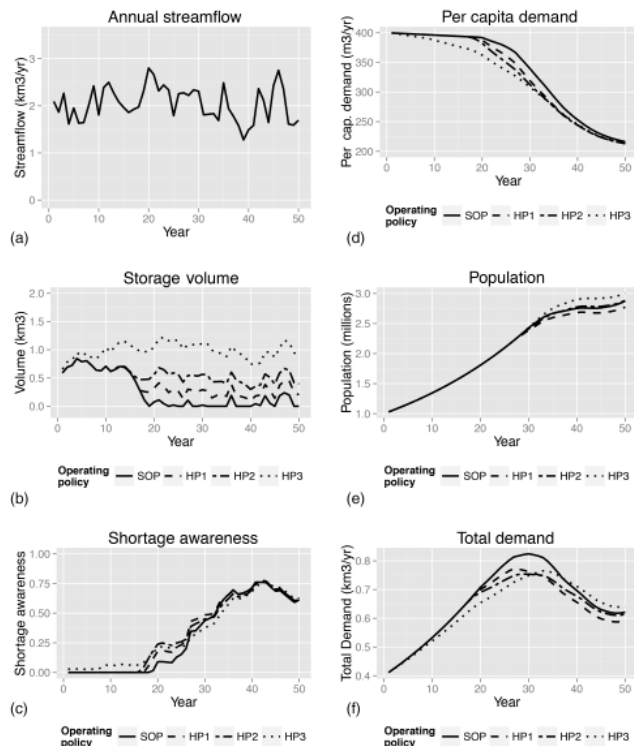 Annual streamflow
Streamflow (km3/yr)
3
2
1
0
0 10 20 30 40 50
Year
(a)
Per capita demand
Per cap. demand (m3/yr)
400
350
300
250
200
0 10 20 30 40 50
Year
Operating policy SOP HP1 HP2 HP3
(d)
Storage volume
Volume (km3)
2.0
1.5
1.0
0.5
0.0
0 10 20 30 40 50
Year
Operating policy SOP HP1 HP2 HP3
(b)
Population
Population (millions)
3.0
2.5
2.0
1.5
1.0
0 10 20 30 40 50
Year
Operating policy SOP HP1 HP2 HP3
(e)
Shortage awareness
Shortage awareness
1.00
0.75
0.50
0.25
0.00
0 10 20 30 40 50
Year
(c)
Operating policy SOP HP1 HP2 HP3
Total demand
Total Demand (km3/yr)
0.8
0.7
0.6
0.5
0.4
0 10 20 30 40 50
Year
(f)
Operating policy SOP HP1 HP2 HP3